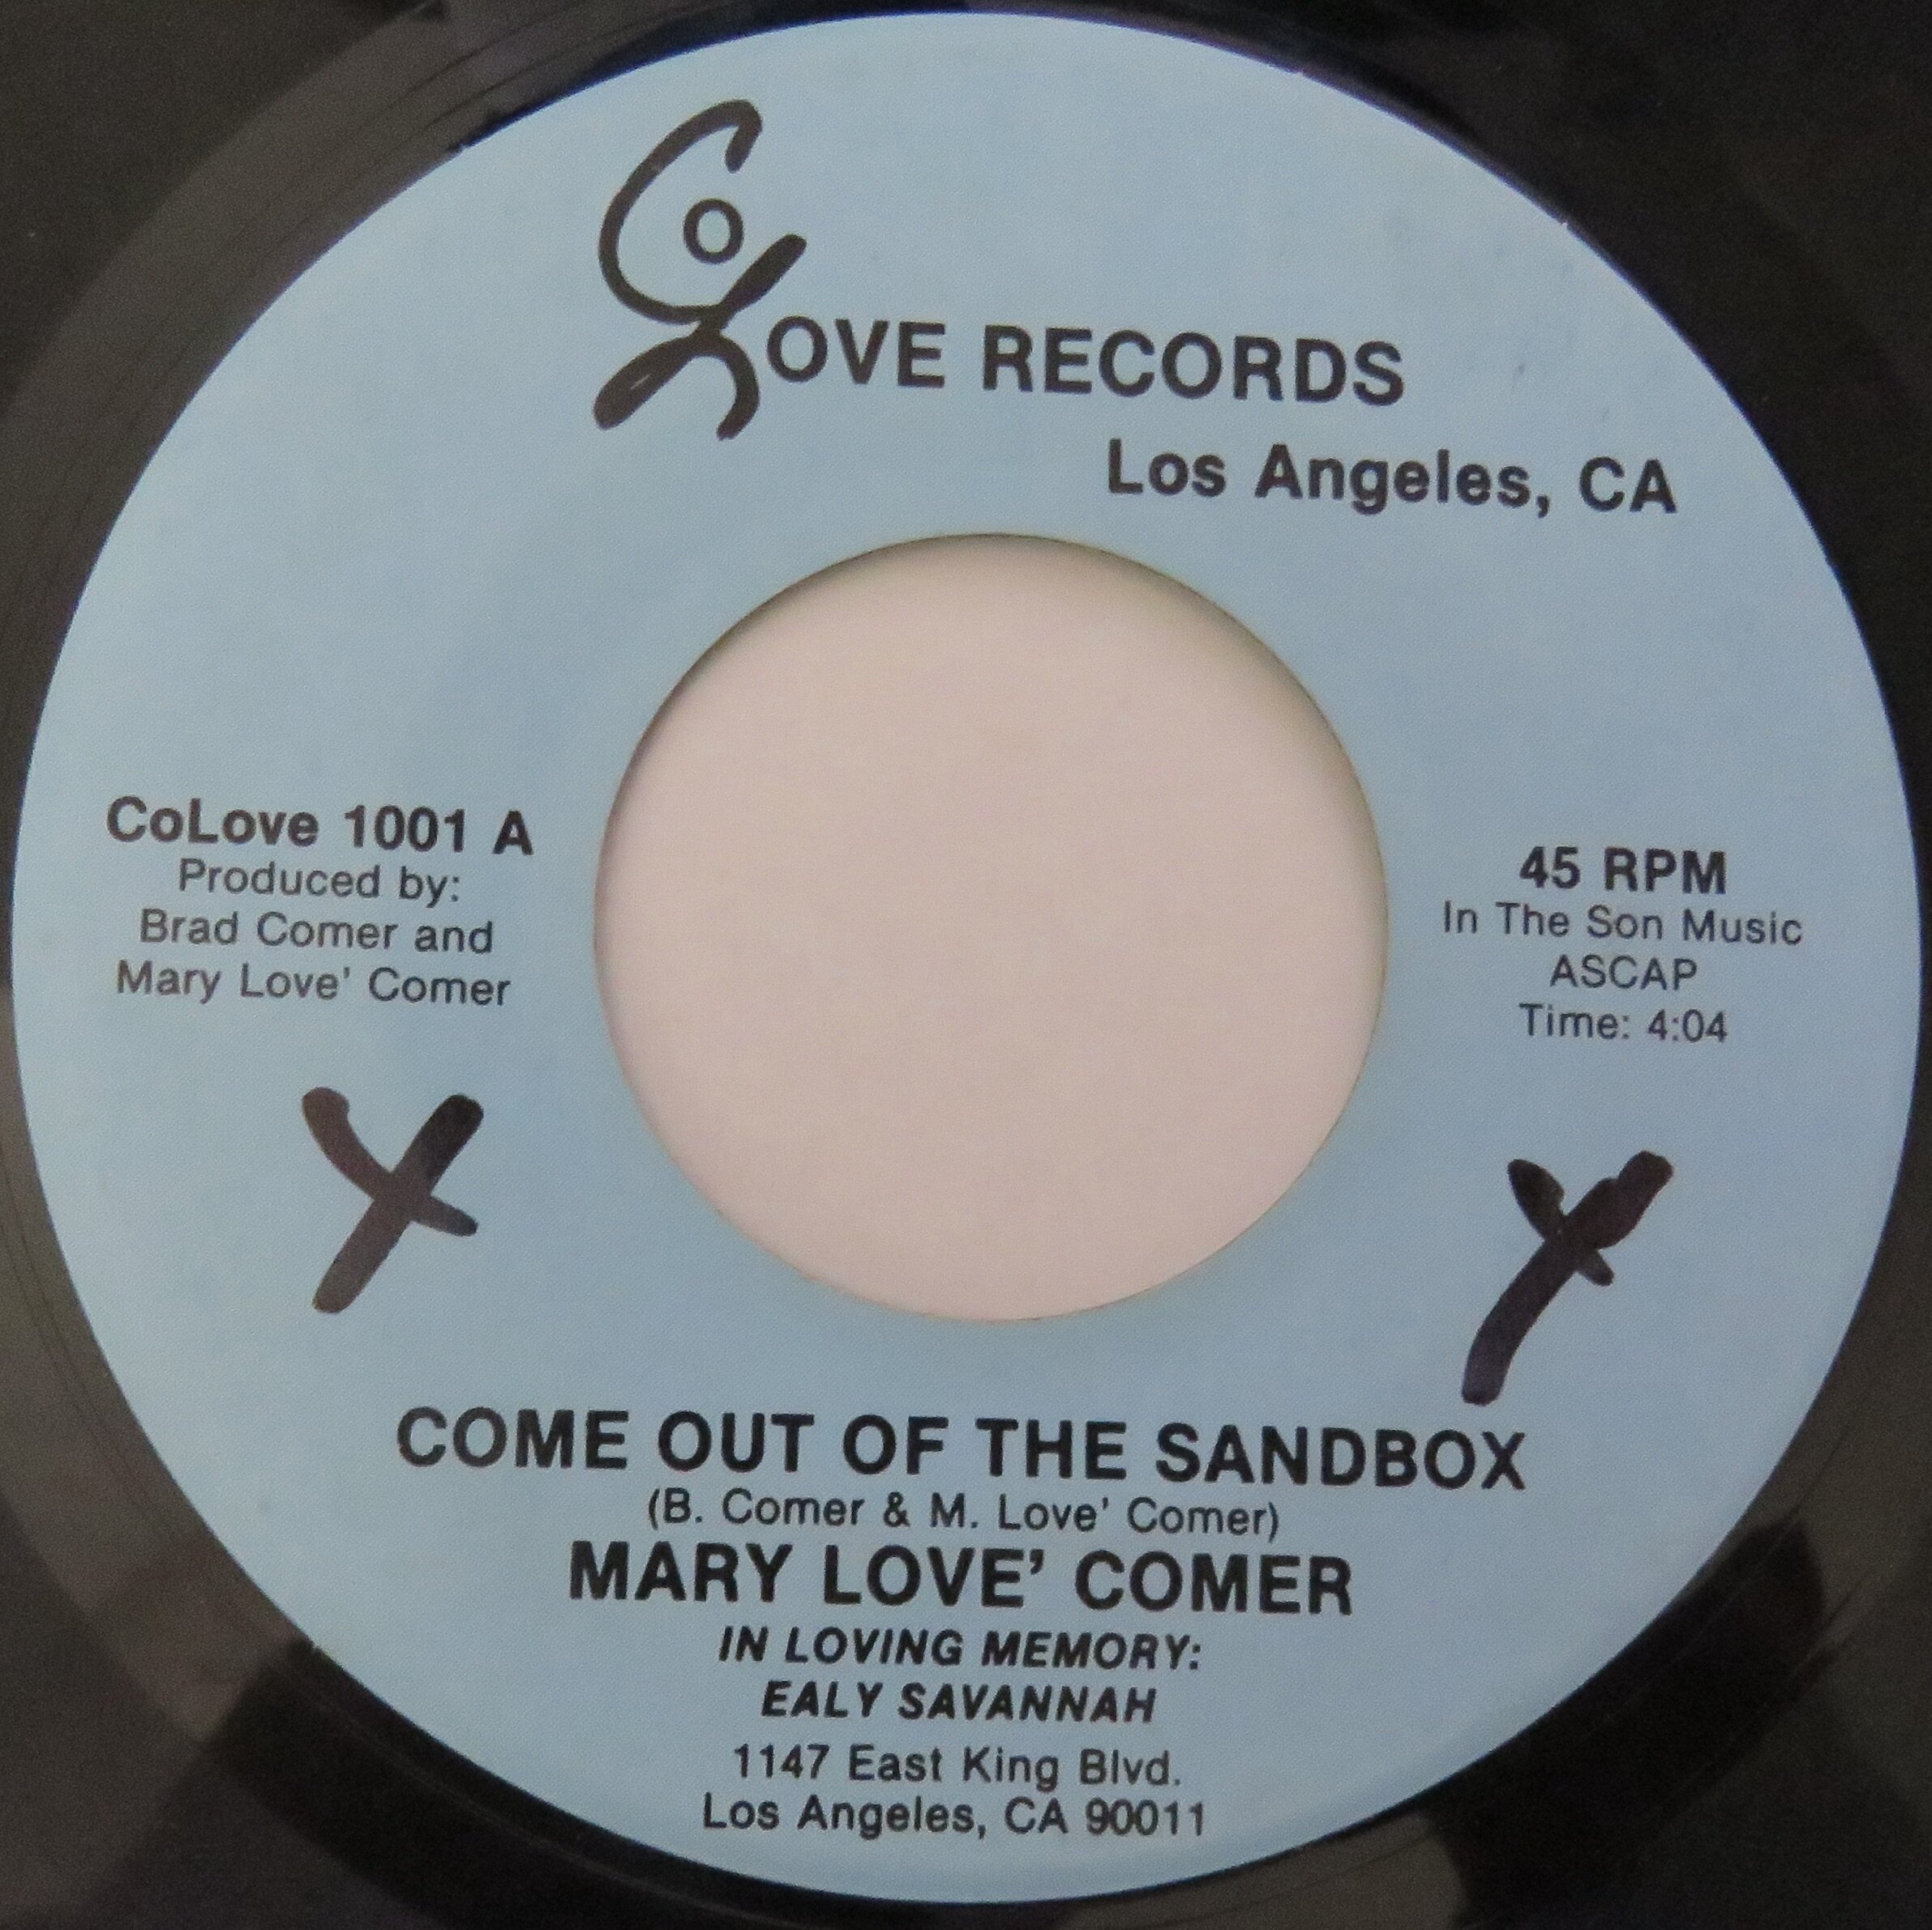 CoLOVE RECORDS
Los Angeles, CA
CoLove 1001 A
Produced by:
Brad Comer and
Mary Love' Comer
45 RPM
In The Son Music
ASCAP
Time: 4:04
X
X
COME OUT OF THE SANDBOX
(B. Comer & M. Love' Comer)
MARY LOVE' COMER
IN LOVING MEMORY:
EALY SAVANNAH
1147 East King Blvd.
Los Angeles, CA 90011